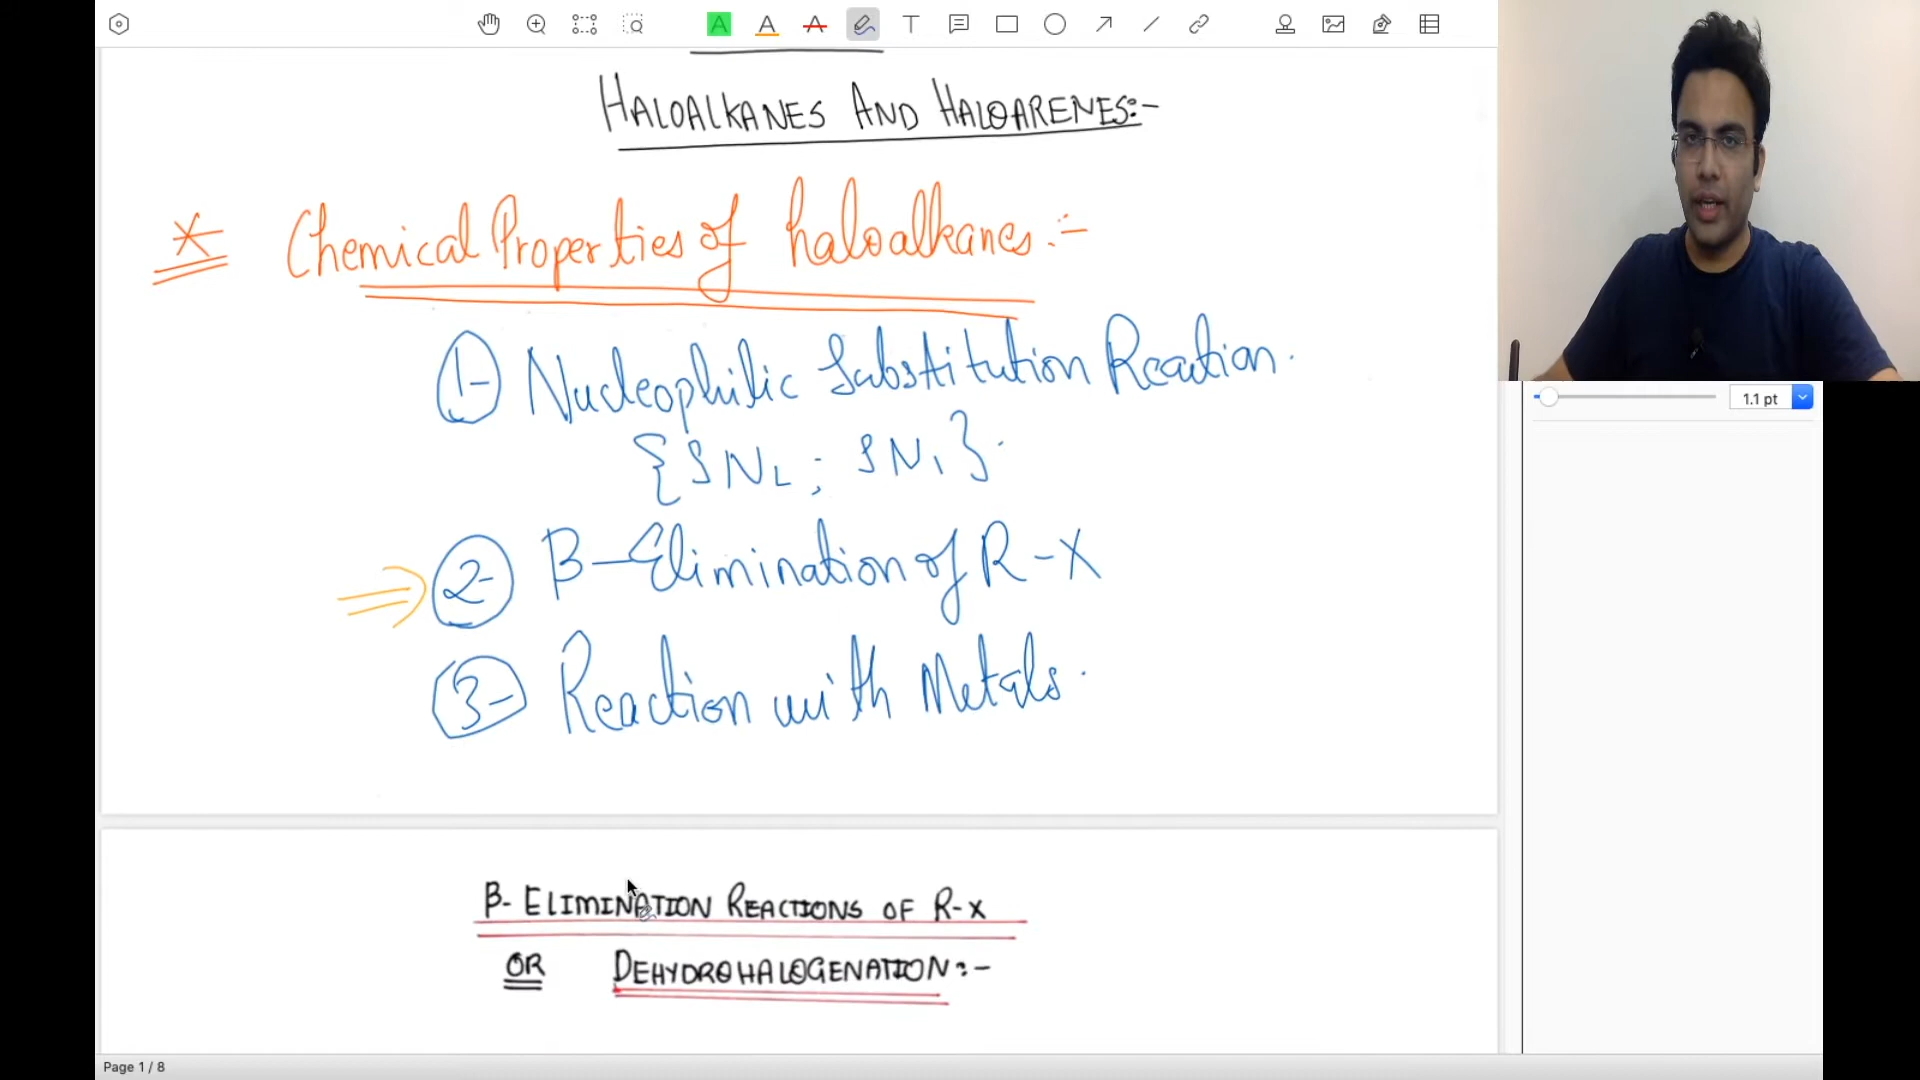 A A A T
HALOALKANES AND HALOARENES:-
* Chemical Properties of haloalkanes :-
1- Nucleophilic Substitution Reaction.
{SN2 ; SN1}.
⇒ 2- β-Elimination of R-X
3- Reaction with Metals.
1.1 pt
β- ELIMINATION REACTIONS OF R-X
OR DEHYDROHALOGENATION:-
Page 1 / 8